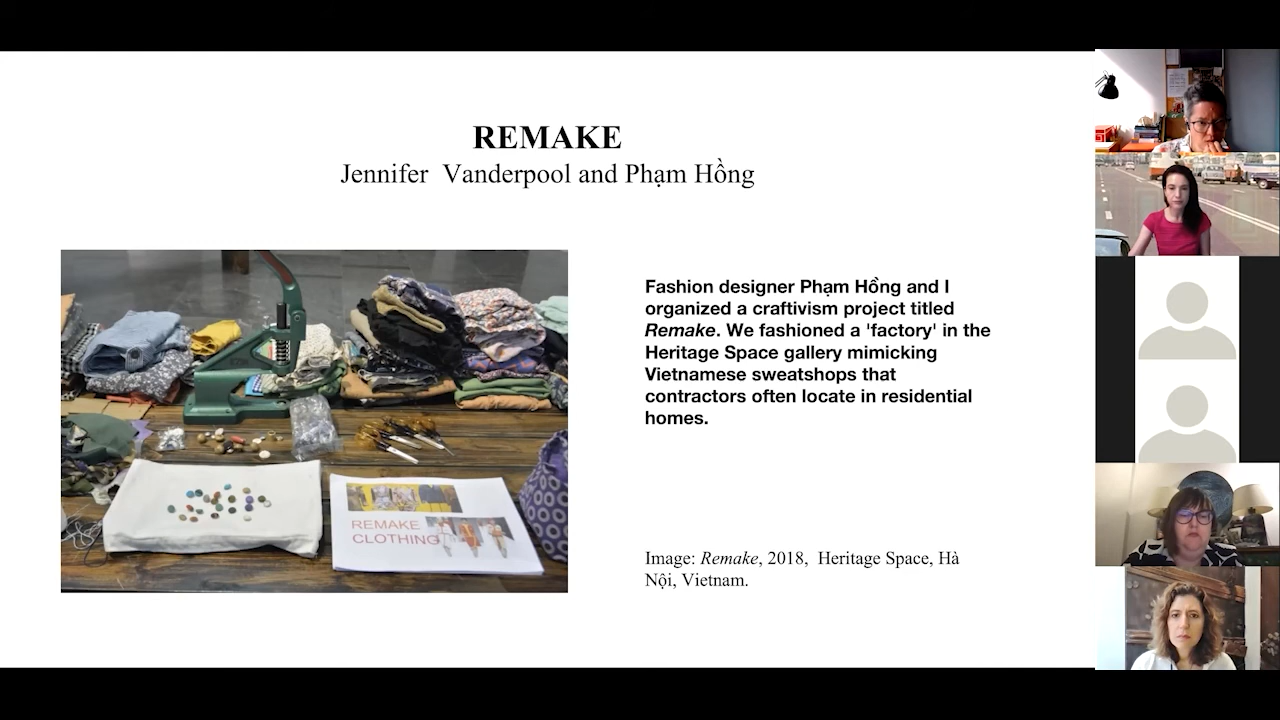 REMAKE
Jennifer Vanderpool and Phạm Hồng
Fashion designer Phạm Hồng and I
organized a craftivism project titled
Remake. We fashioned a 'factory' in the
Heritage Space gallery mimicking
Vietnamese sweatshops that
contractors often locate in residential
homes.
REMAKE
CLOTHING
Image: Remake, 2018, Heritage Space, Hà
Nội, Vietnam.